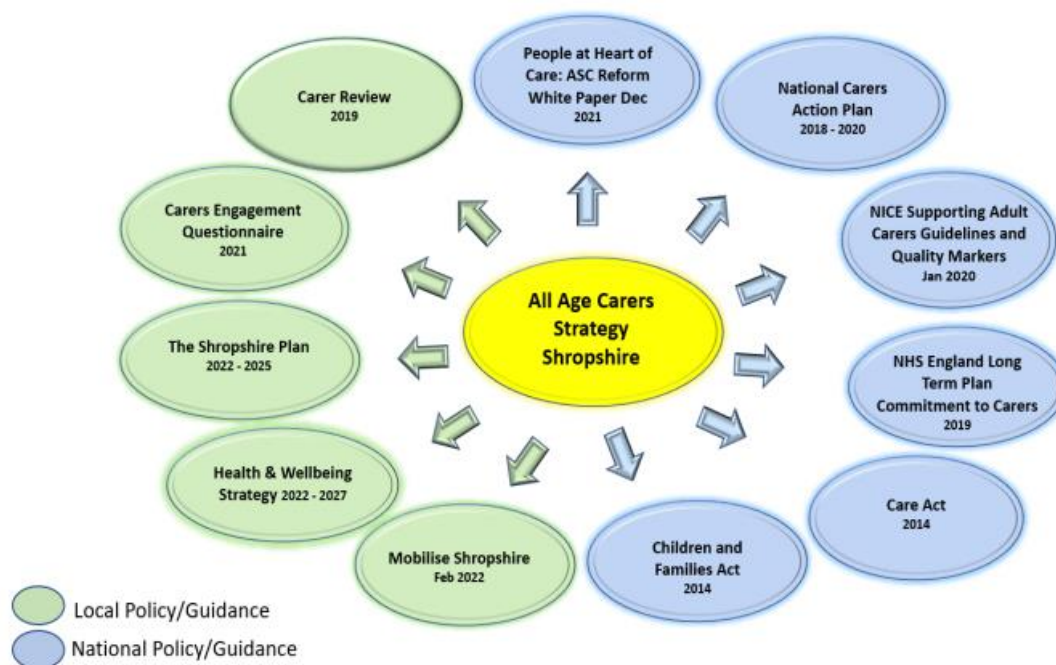 People at Heart of
Care: ASC Reform
White Paper Dec
2021
National Carers
Action Plan
2018 - 2020
NICE Supporting Adult
Carers Guidelines and
Quality Markers
Jan 2020
NHS England Long
Term Plan
Commitment to Carers
2019
Care Act
2014
Children and
Families Act
2014
Mobilise Shropshire
Feb 2022
Health & Wellbeing
Strategy 2022 - 2027
The Shropshire Plan
2022 - 2025
Carers Engagement
Questionnaire
2021
Carer Review
2019
All Age Carers
Strategy
Shropshire
Local Policy/Guidance
National Policy/Guidance